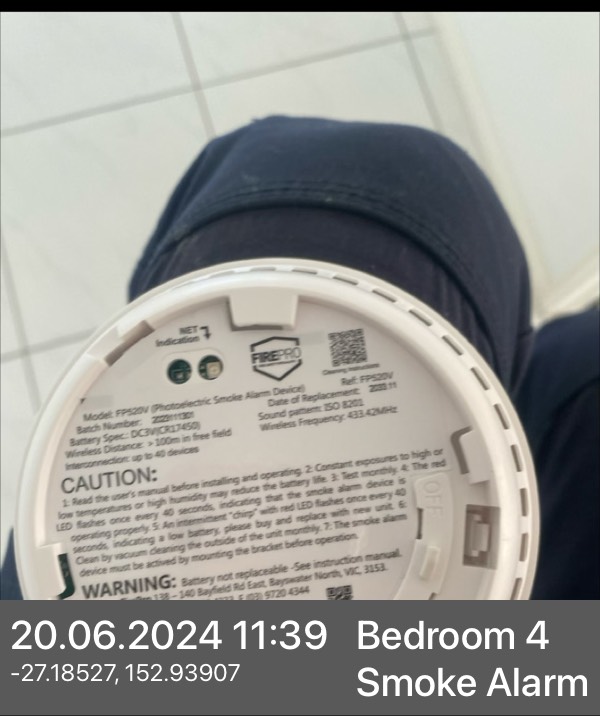 NET
Indication
FIREPRO
Cleaning Instructions
Model: FP520V (Photoelectric Smoke Alarm Device)
Ref: FP520V
Batch Number:
Date of Replacement:
Battery Spec.: DC3V(CR17450)
Sound pattern: ISO 8201
Wireless Distance: > 100m in free field
Wireless Frequency: 433.42MHz
Interconnection: up to 40 devices
CAUTION:
1: Read the user's manual before installing and operating. 2: Constant exposures to high or
low temperatures or high humidity may reduce the battery life. 3: Test monthly. 4: The red
LED flashes once every 40 seconds, indicating that the smoke alarm device is
operating properly. 5: An intermittent "chirp" with red LED flashes once every 40
seconds, indicating a low battery, please buy and replace with new unit. 6:
Clean by vacuum cleaning the outside of the unit monthly. 7: The smoke alarm
device must be actived by mounting the bracket before operation.
OFF
WARNING: Battery not replaceable -See instruction manual.
138 – 140 Bayfield Rd East, Bayswater North, VIC, 3153.
(03) 9720 4344
20.06.2024 11:39
-27.18527, 152.93907
Bedroom 4
Smoke Alarm